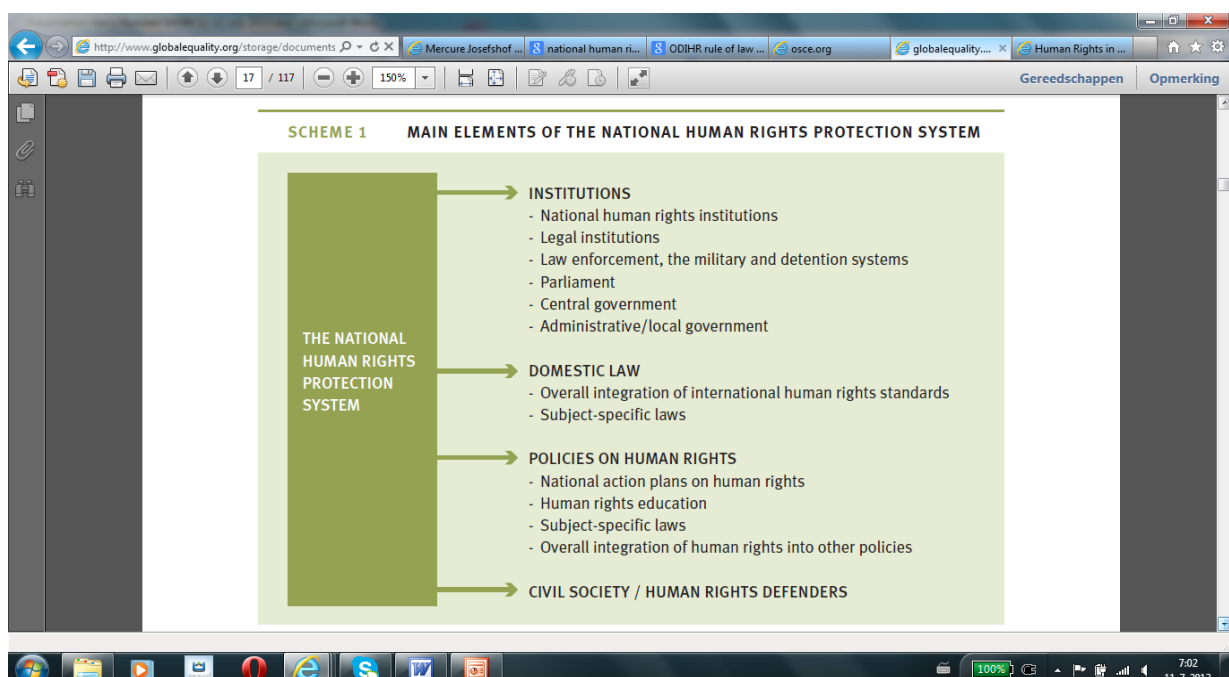 http://www.globalequality.org/storage/documents
Mercure Josefshof ...
national human ri...
ODIHR rule of law ...
osce.org
globalequality....
Human Rights in ...
17 / 117
150%
Gereedschappen
Opmerking
SCHEME 1 MAIN ELEMENTS OF THE NATIONAL HUMAN RIGHTS PROTECTION SYSTEM
THE NATIONAL
HUMAN RIGHTS
PROTECTION
SYSTEM
INSTITUTIONS
- National human rights institutions
- Legal institutions
- Law enforcement, the military and detention systems
- Parliament
- Central government
- Administrative/local government
DOMESTIC LAW
- Overall integration of international human rights standards
- Subject-specific laws
POLICIES ON HUMAN RIGHTS
- National action plans on human rights
- Human rights education
- Subject-specific laws
- Overall integration of human rights into other policies
CIVIL SOCIETY / HUMAN RIGHTS DEFENDERS
100%
7:02